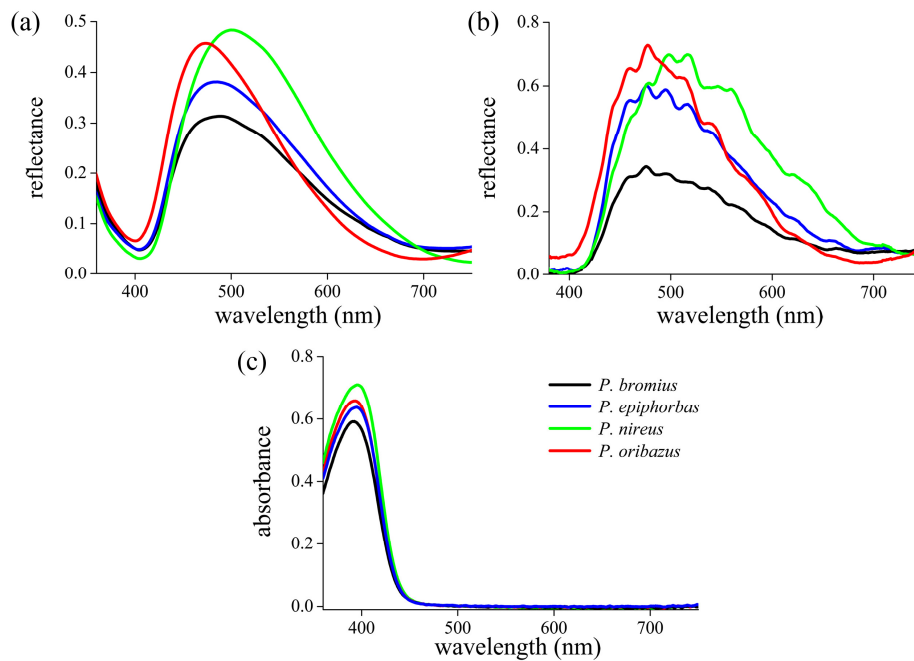 (a)
0.5
0.4
0.3
0.2
0.1
0.0
reflectance
400
500
600
700
wavelength (nm)
(b)
0.8
0.6
0.4
0.2
0.0
reflectance
400
500
600
700
wavelength (nm)
(c)
0.8
0.6
0.4
0.2
0.0
absorbance
400
500
600
700
wavelength (nm)
P. bromius
P. epiphorbas
P. nireus
P. oribazus